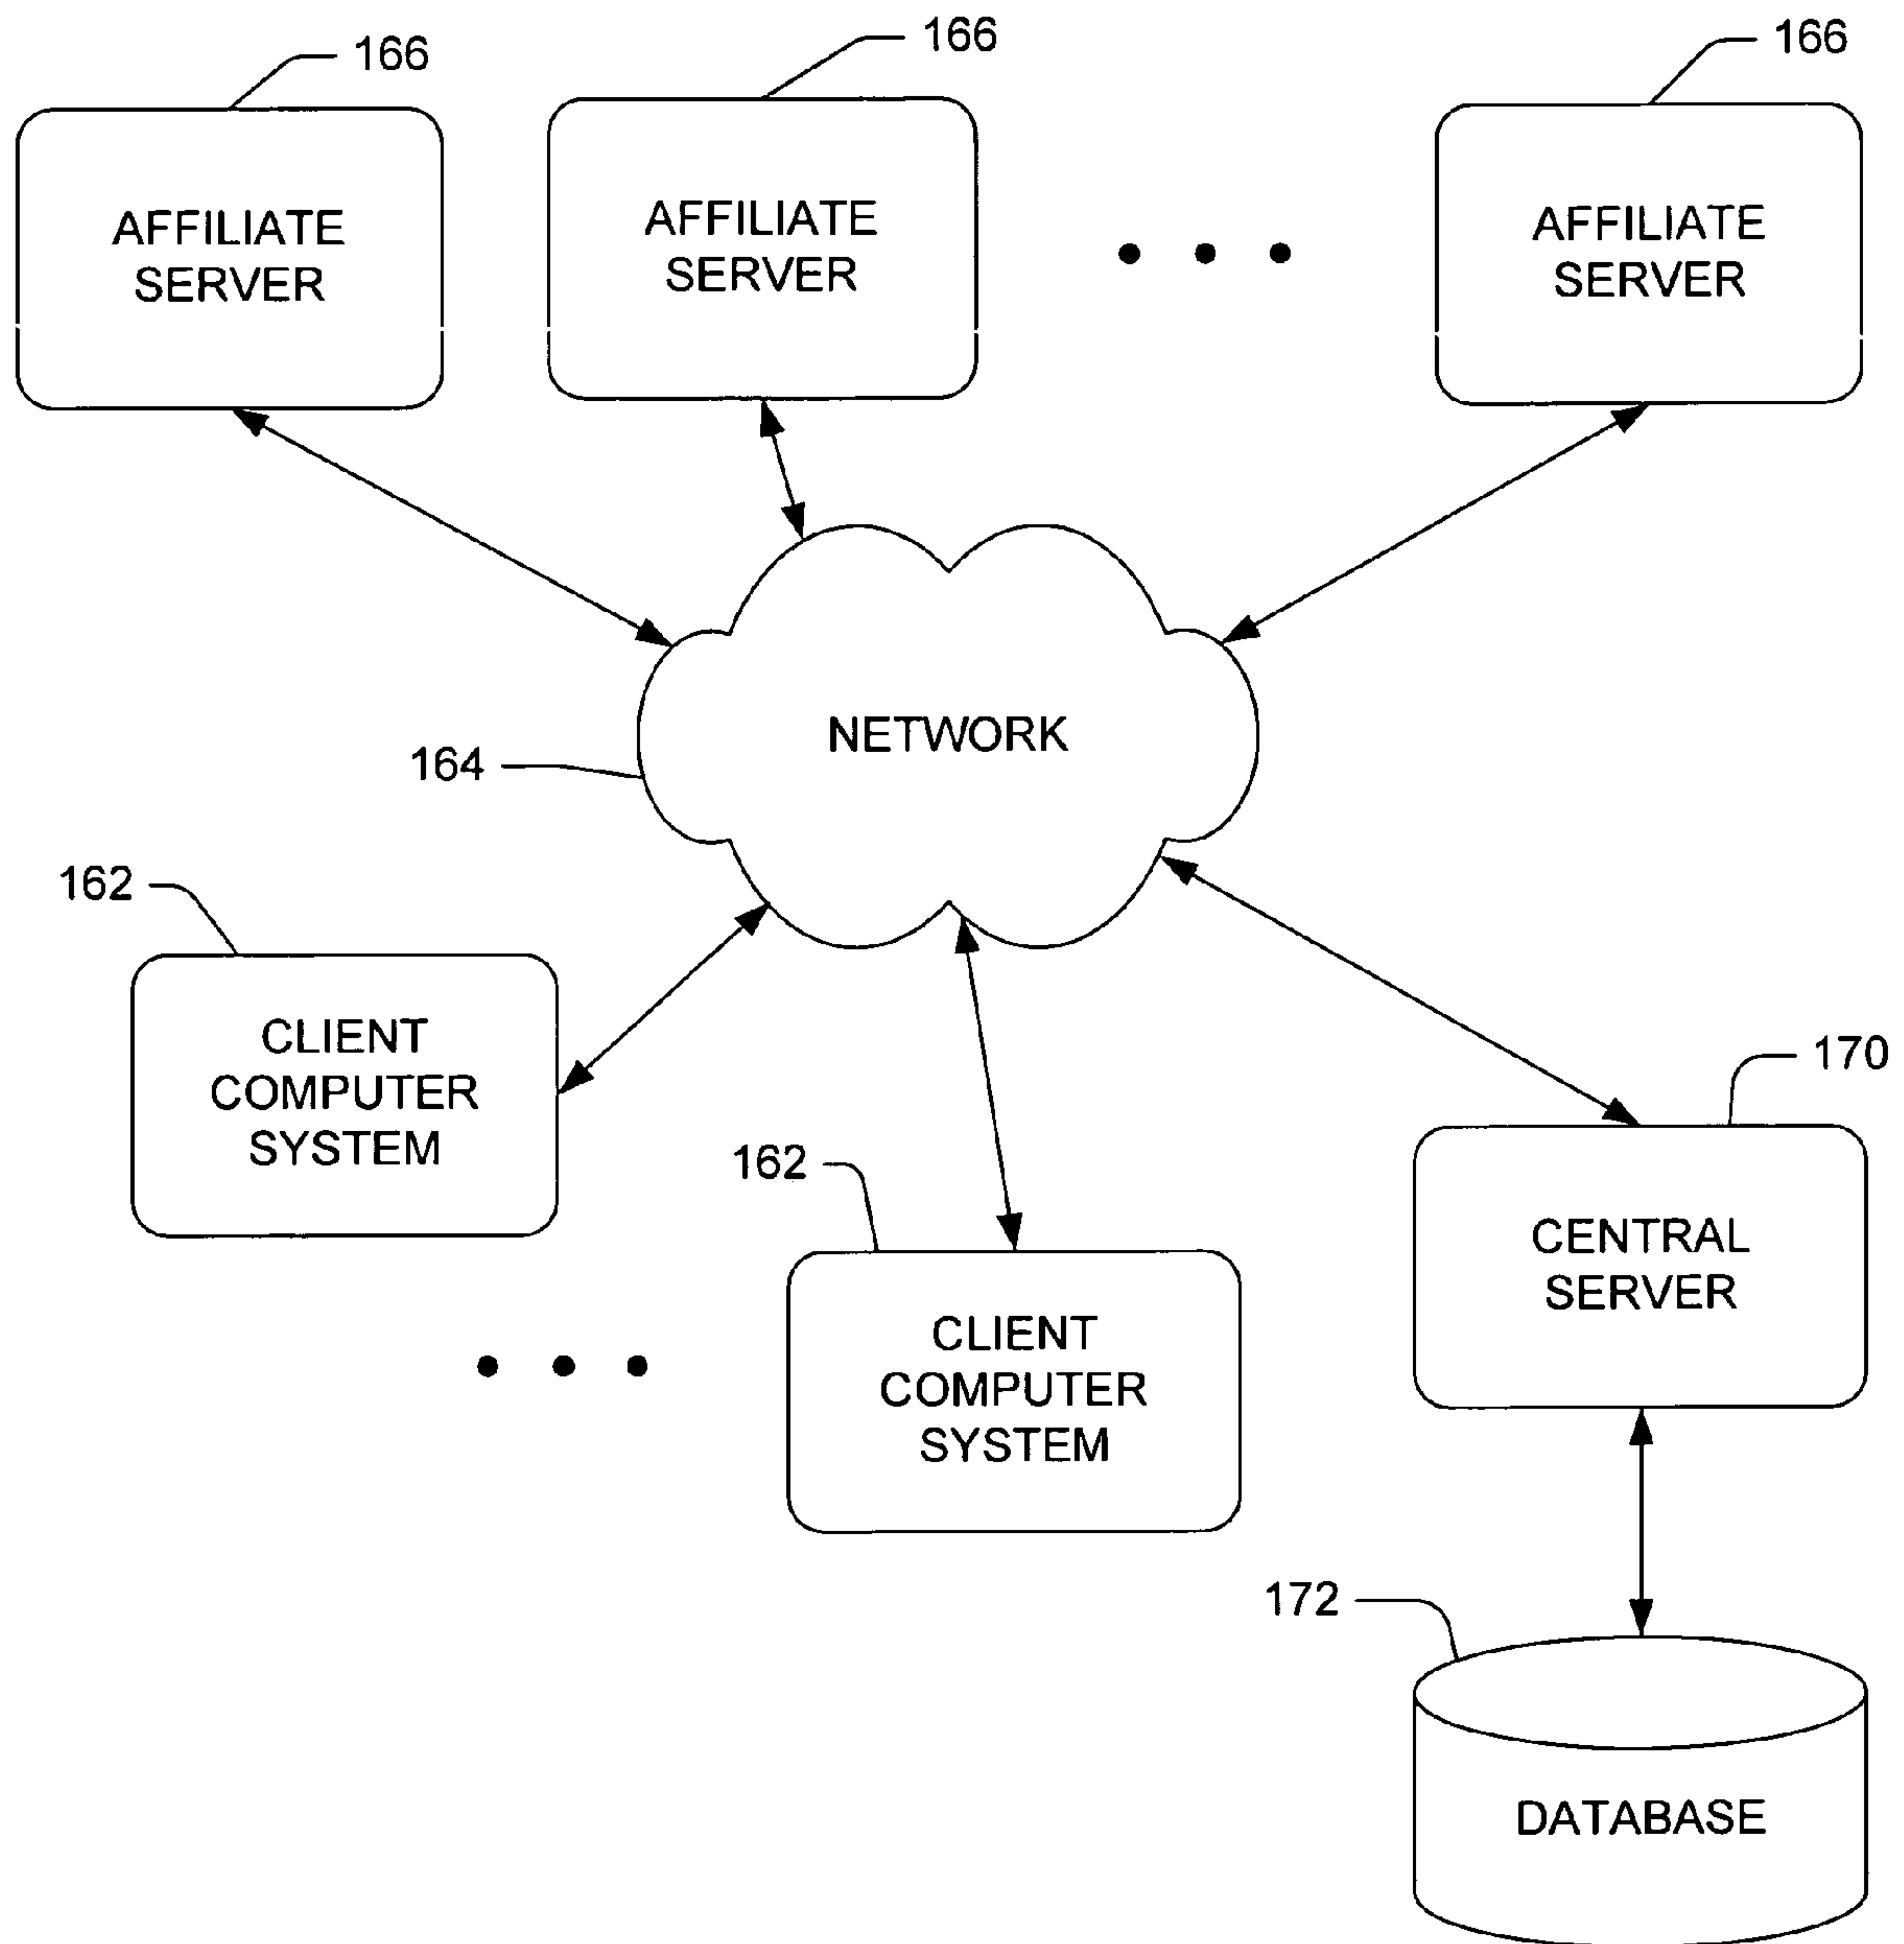 166
166
166
AFFILIATE
SERVER
AFFILIATE
SERVER
AFFILIATE
SERVER
NETWORK
164
162
CLIENT
COMPUTER
SYSTEM
170
162
CENTRAL
SERVER
CLIENT
COMPUTER
SYSTEM
172
DATABASE